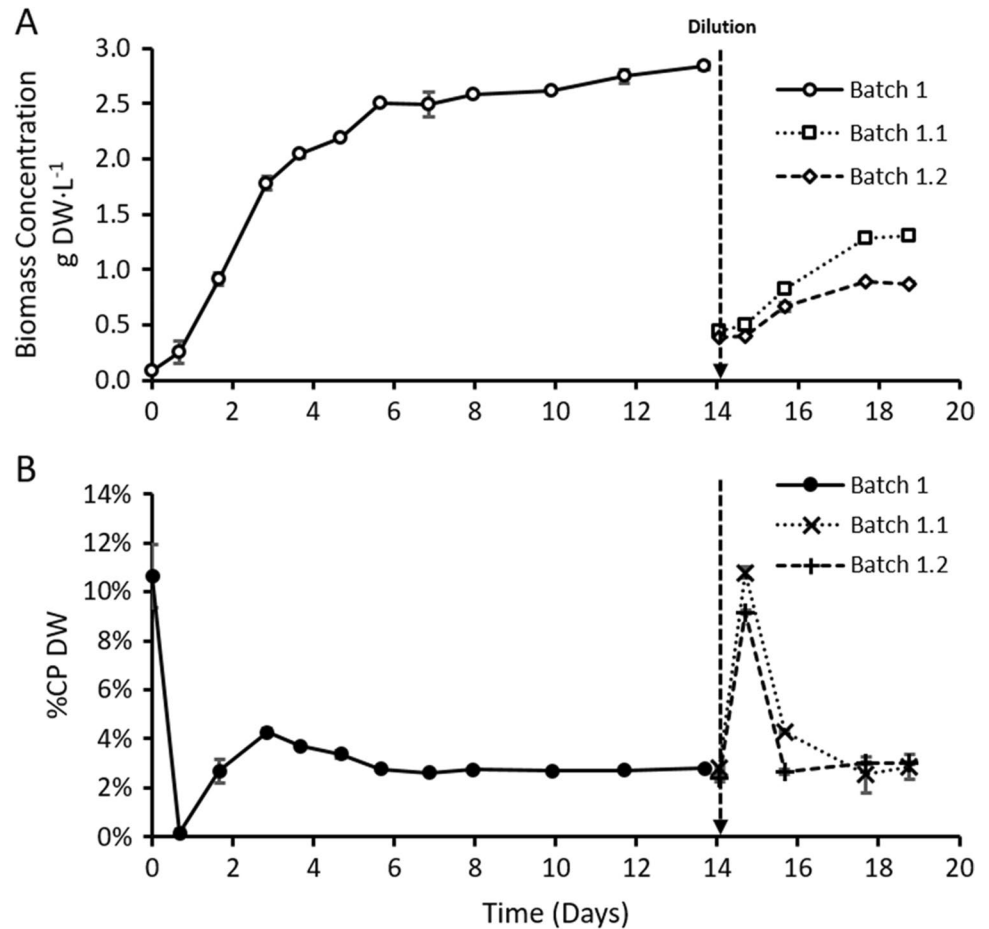 A
Dilution
3.0
2.5
2.0
1.5
1.0
0.5
0.0
Biomass Concentration
g DW·L⁻¹
Batch 1
Batch 1.1
Batch 1.2
0 2 4 6 8 10 12 14 16 18 20
B
14%
12%
10%
8%
6%
4%
2%
0%
%CP DW
Batch 1
Batch 1.1
Batch 1.2
0 2 4 6 8 10 12 14 16 18 20
Time (Days)